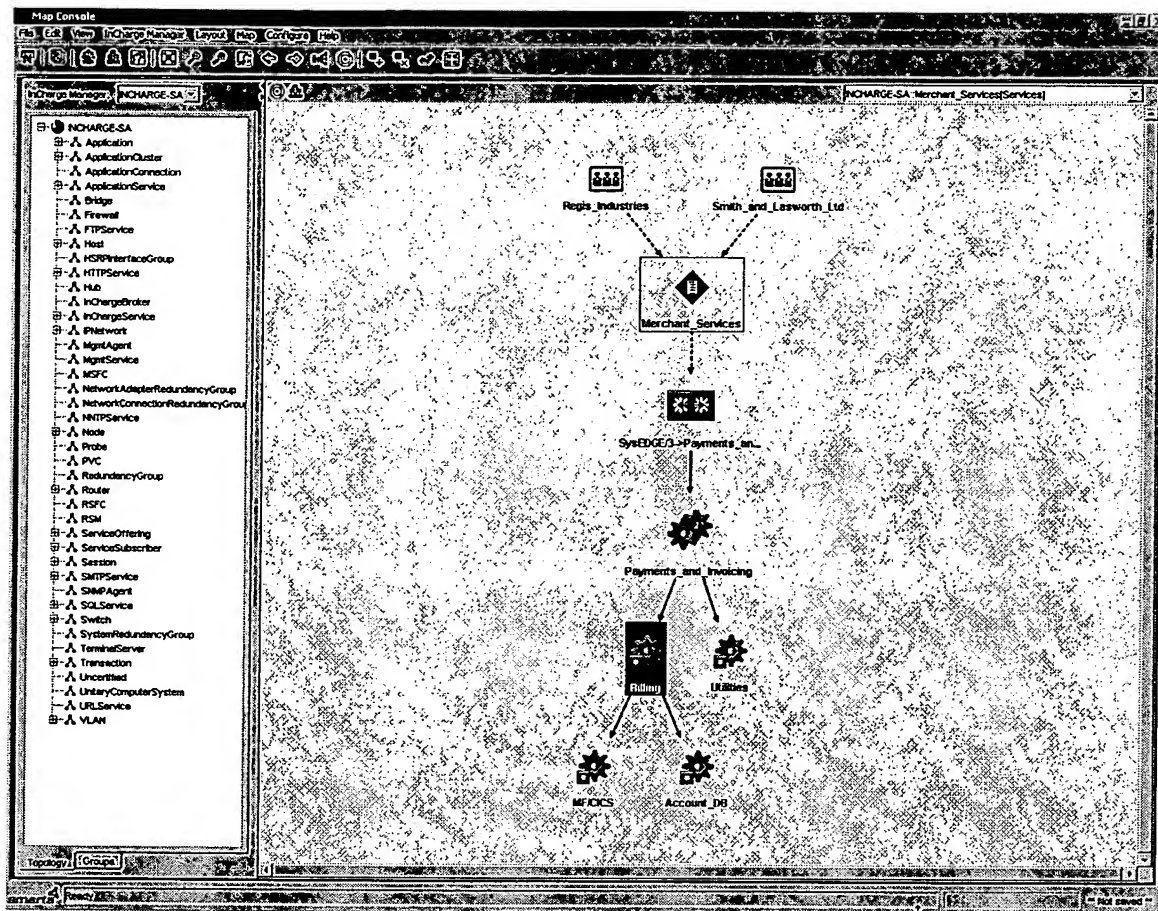 Map Console
File Edit View InCharge Manager Layout Map Configure Help
InCharge Manager: INCHARGE-SA
INCHARGE-SA :Merchant_Services[Services]
INCHARGE-SA
Application
ApplicationCluster
ApplicationConnection
ApplicationService
Bridge
Firewall
FTPService
Host
HSRPInterfaceGroup
HTTPService
Hub
InChargeBroker
InChargeService
IPNetwork
MgmtAgent
MgmtService
MSFC
NetworkAdapterRedundancyGroup
NetworkConnectionRedundancyGrou
NNTPService
Node
Probe
PVC
RedundancyGroup
Router
RSFC
RSM
ServiceOffering
ServiceSubscriber
Session
SMTPService
SNMPAgent
SQLService
Switch
SystemRedundancyGroup
TerminalServer
Transaction
Uncertified
UnitaryComputerSystem
URLService
VLAN
Regis_Industries
Smith_and_Lasworth_Ltd
Merchant_Services
SysEDGE/3->Payments_an...
Payments_and_Invoicing
Billing
Utilities
MF/CICS
Account_DB
Topology Groups
smarts
Ready
** Not saved **